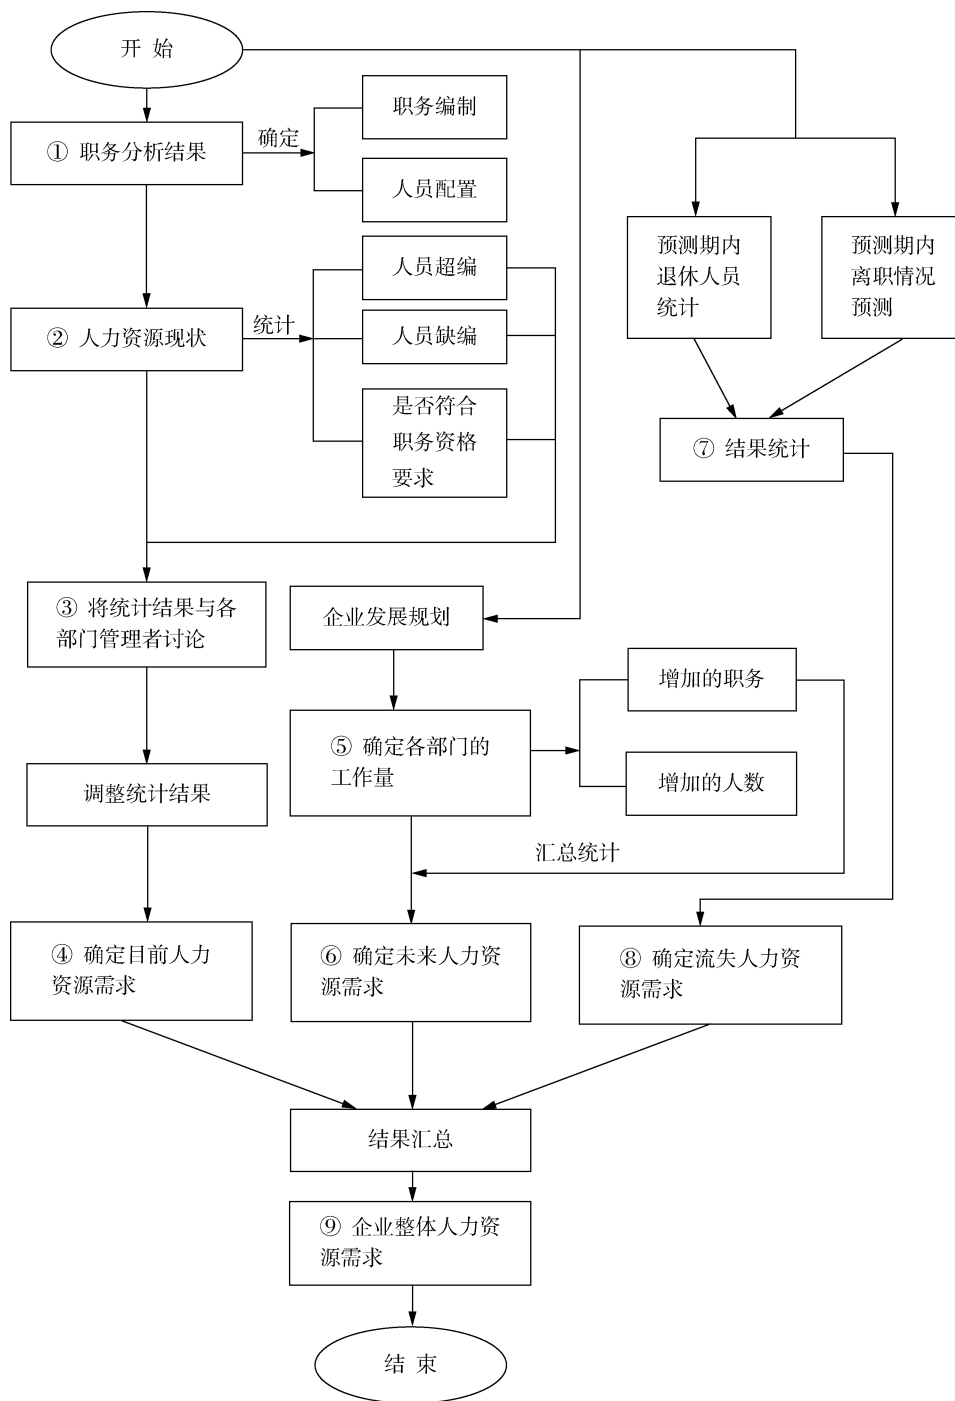 开 始
① 职务分析结果
确定
职务编制
人员配置
② 人力资源现状
统计
人员超编
人员缺编
是否符合
职务资格
要求
预测期内
退休人员
统计
预测期内
离职情况
预测
⑦ 结果统计
③ 将统计结果与各
部门管理者讨论
企业发展规划
调整统计结果
⑤ 确定各部门的
工作量
增加的职务
增加的人数
汇总统计
④ 确定目前人力
资源需求
⑥ 确定未来人力资
源需求
⑧ 确定流失人力资
源需求
结果汇总
⑨ 企业整体人力资
源需求
结 束